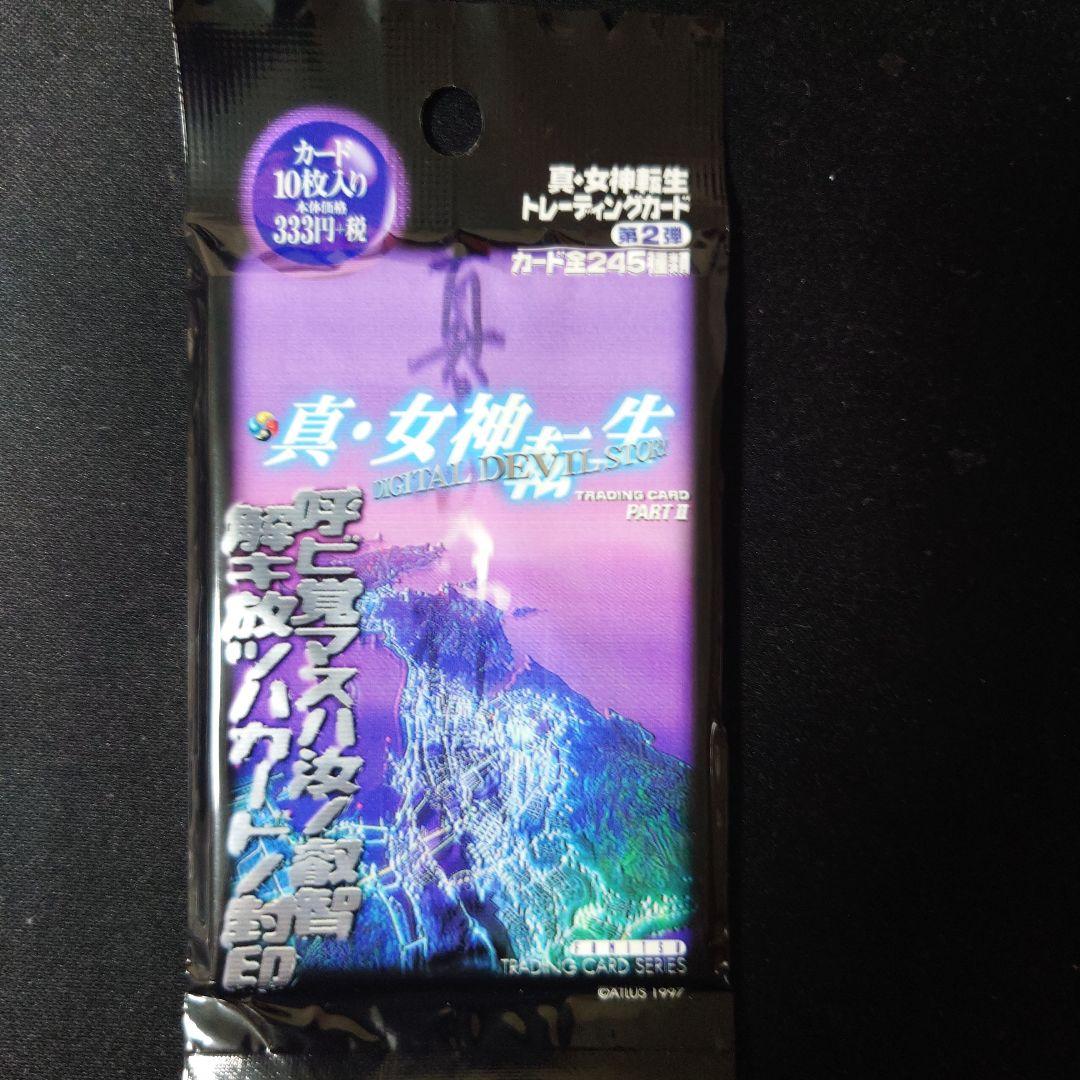 カード
10枚入り
本体価格
333円+税
真・女神転生
トレーディングカード
第2弾
カード全245種類
真・女神転生
DIGITAL DEVIL STORY
TRADING CARD
PART II
呼ビ覚マスハ汝ノ叡智
解キ放ツハカードノ封印
FAMITSU
TRADING CARD SERIES
©ATLUS 1997